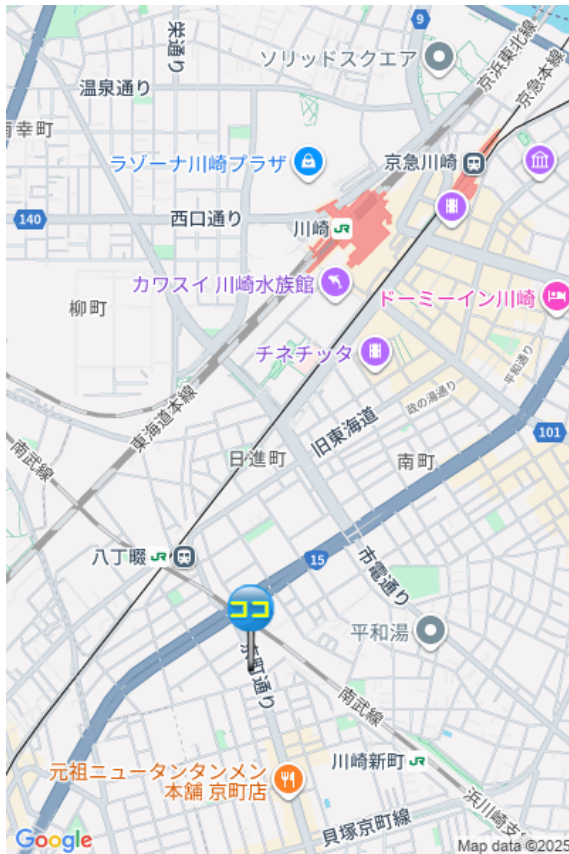 栄通り
9
ソリッドスクエア
京浜東北線
京急本線
温泉通り
南幸町
ラゾーナ川崎プラザ
京急川崎
140
西口通り
川崎 JR
カワスイ 川崎水族館
ドーミーイン川崎
柳町
チネチッタ
平和通り
政の湯通り
東海道本線
旧東海道
101
南武線
日進町
南町
八丁畷 JR
15
市電通り
ココ
平和湯
京町通り
南武線
川崎新町 JR
元祖ニュータンタンメン
本舗 京町店
浜川崎支
貝塚京町線
Google
Map data ©2025